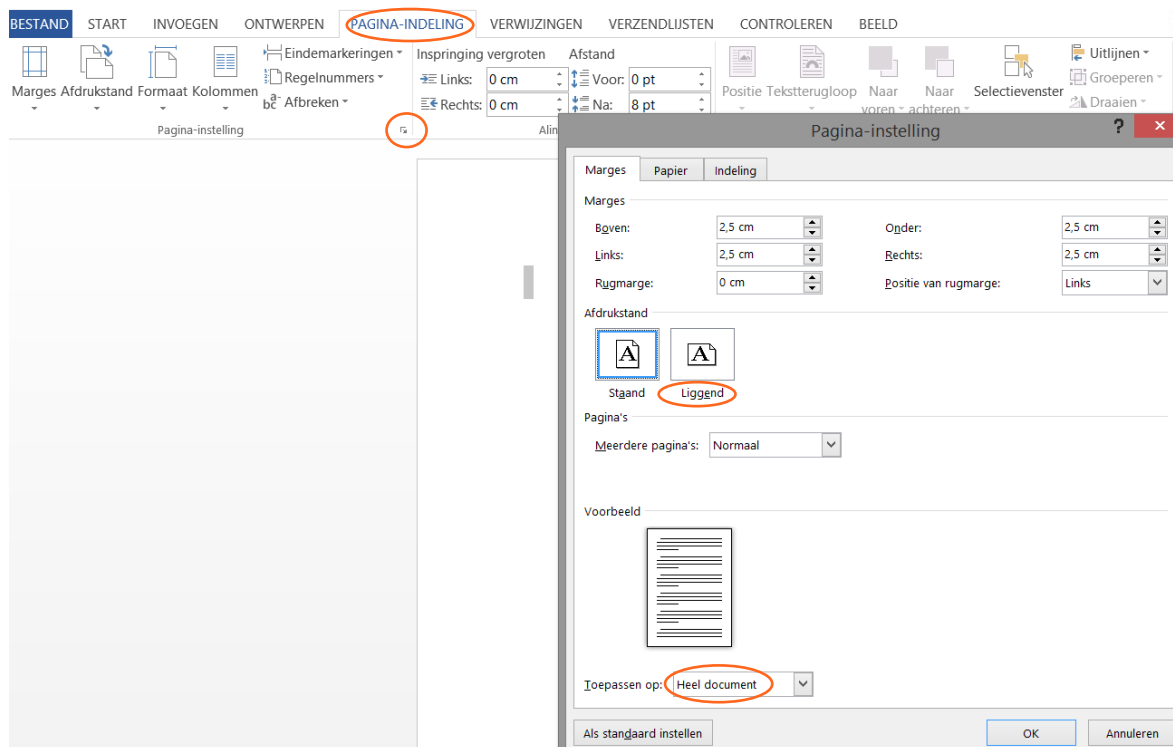 BESTAND START INVOEGEN ONTWERPEN PAGINA-INDELING VERWIJZINGEN VERZENDLIJSTEN CONTROLEREN BEELD
Marges Afdrukstand Formaat Kolommen
Eindemarkeringen
Regelnummers
Afbreken
Pagina-instelling
Inspringing vergroten Afstand
Links: 0 cm Voor: 0 pt
Rechts: 0 cm Na: 8 pt
Alin
Positie Tekstterugloop Naar voren Naar achteren Selectievenster
Uitlijnen
Groeperen
Draaien
Pagina-instelling ?
Marges Papier Indeling
Marges
Boven: 2,5 cm Onder: 2,5 cm
Links: 2,5 cm Rechts: 2,5 cm
Rugmarge: 0 cm Positie van rugmarge: Links
Afdrukstand
A A
Staand Liggend
Pagina's
Meerdere pagina's: Normaal
Voorbeeld
Toepassen op: Heel document
Als standaard instellen OK Annuleren